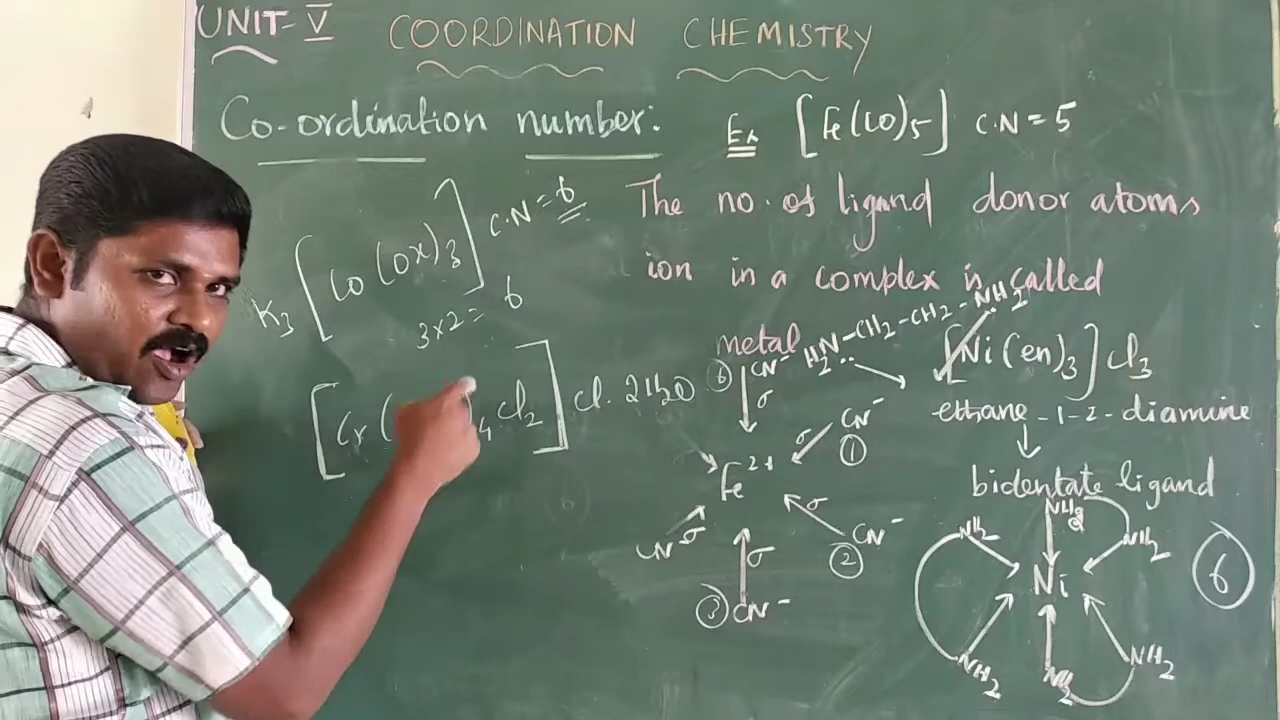 UNIT-V COORDINATION CHEMISTRY
Co-ordination number:
Ex [Fe(CO)5] C.N = 5
The no. of ligand donor atoms
ion in a complex is called
metal
K3 [Co(Ox)3] C.N = 6
3x2 = 6
[Cr( 4 Cl2] Cl. 2H2O
H2N-CH2-CH2-NH2
[Ni(en)3] Cl3
ethane-1-2-diamine
bidentate ligand
6 CN-
σ
CN-
σ
1
Fe2+
CN- σ
σ CN-
2
σ
3 CN-
NH2
NH2
NH2
Ni
6
NH2
NH2
NH2